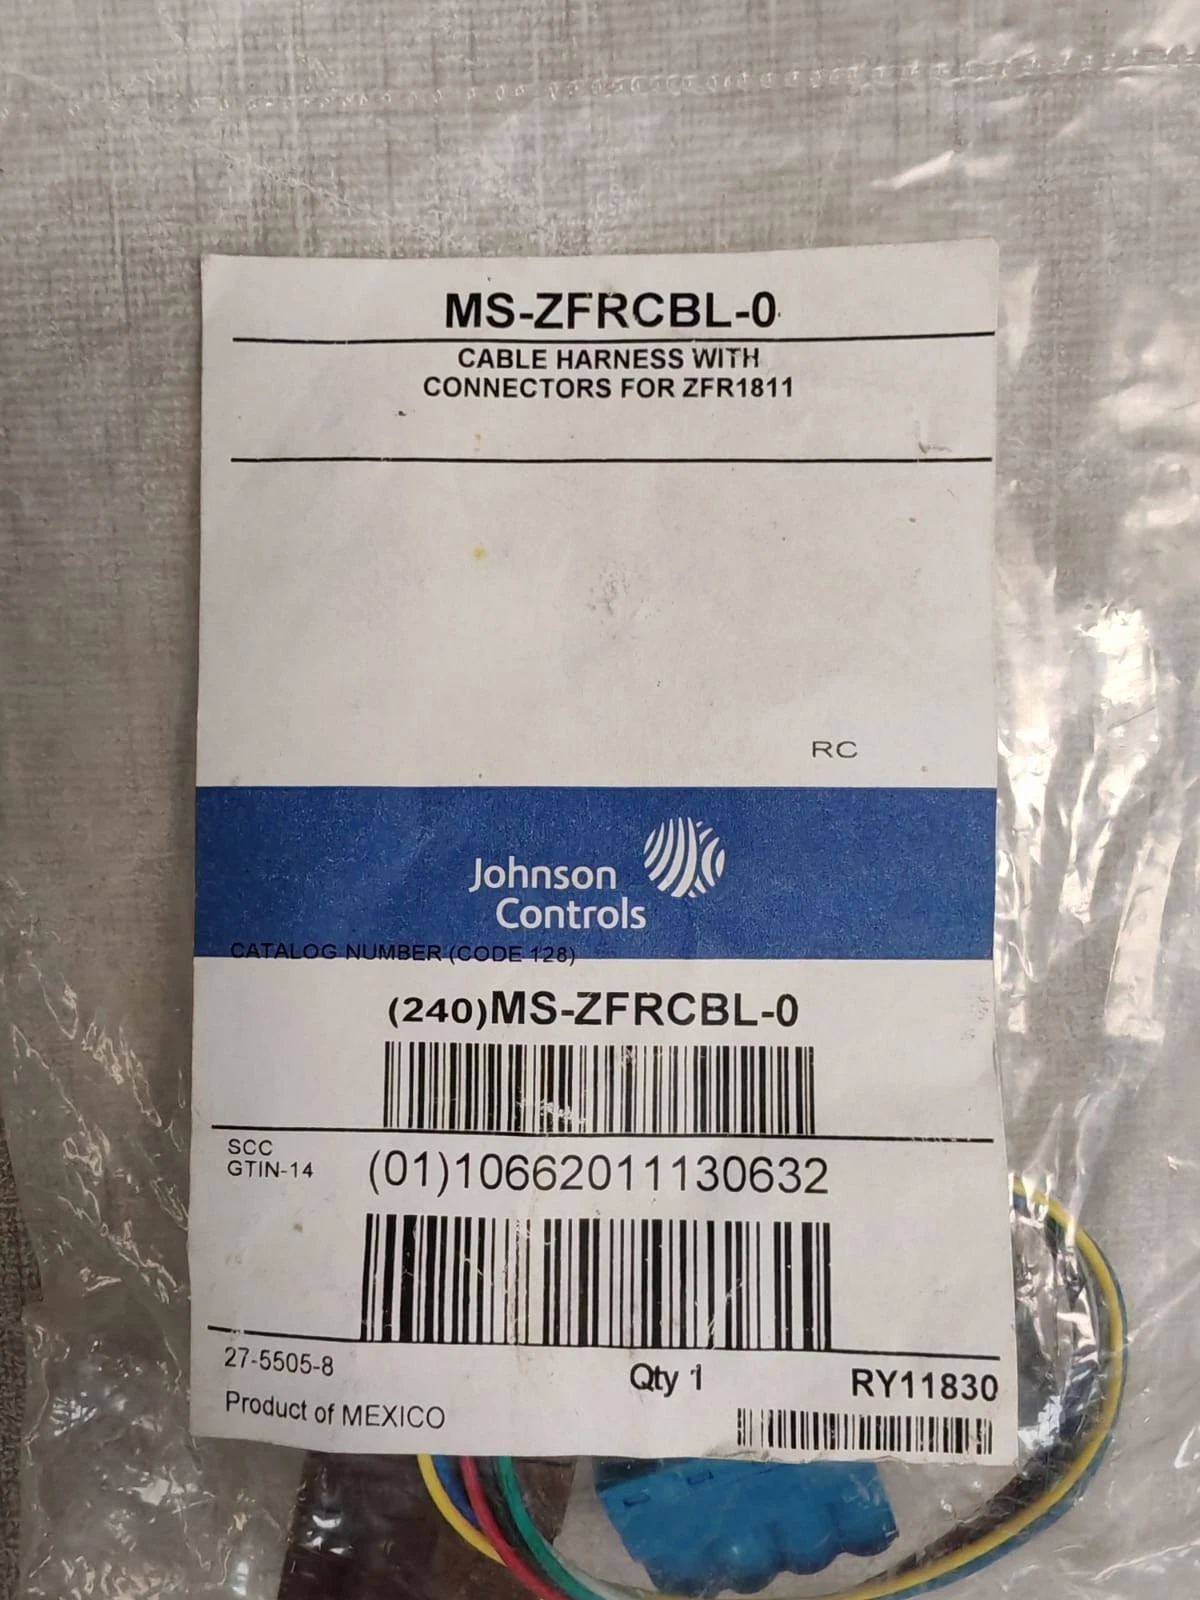 MS-ZFRCBL-0
CABLE HARNESS WITH
CONNECTORS FOR ZFR1811
RC
Johnson
Controls
CATALOG NUMBER (CODE 128)
(240)MS-ZFRCBL-0
SCC
GTIN-14
(01)10662011130632
27-5505-8
Qty 1
RY11830
Product of MEXICO